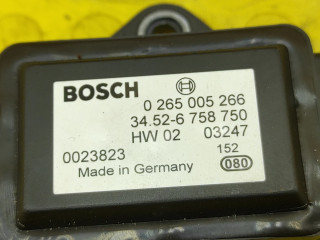 BOSCH
0 265 005 266
34.52-6 758 750
HW 02 03247
0023823 152
Made in Germany 080